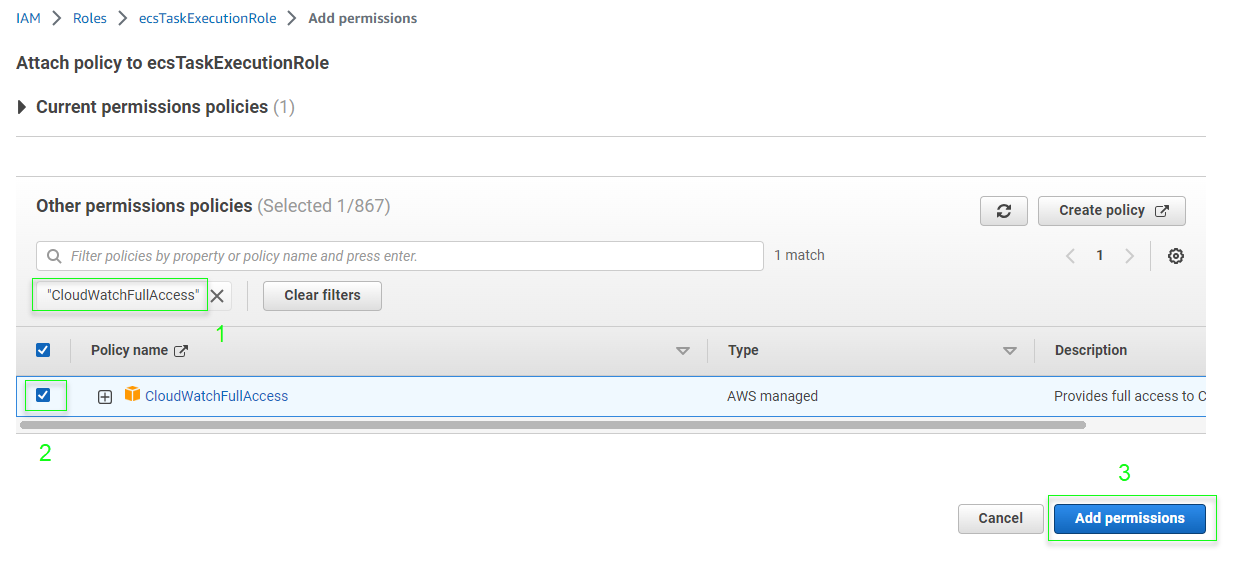 IAM > Roles > ecsTaskExecutionRole > Add permissions
Attach policy to ecsTaskExecutionRole
Current permissions policies (1)
Other permissions policies (Selected 1/867)
Create policy
Filter policies by property or policy name and press enter.
1 match
1
"CloudWatchFullAccess"
Clear filters
1
Policy name
Type
Description
CloudWatchFullAccess
AWS managed
Provides full access to C
2
3
Cancel
Add permissions